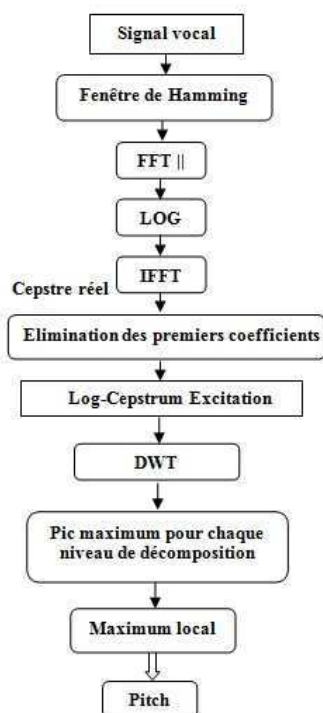 Signal vocal
Fenêtre de Hamming
FFT ||
LOG
IFFT
Cepstre réel
Elimination des premiers coefficients
Log-Cepstrum Excitation
DWT
Pic maximum pour chaque
niveau de décomposition
Maximum local
Pitch